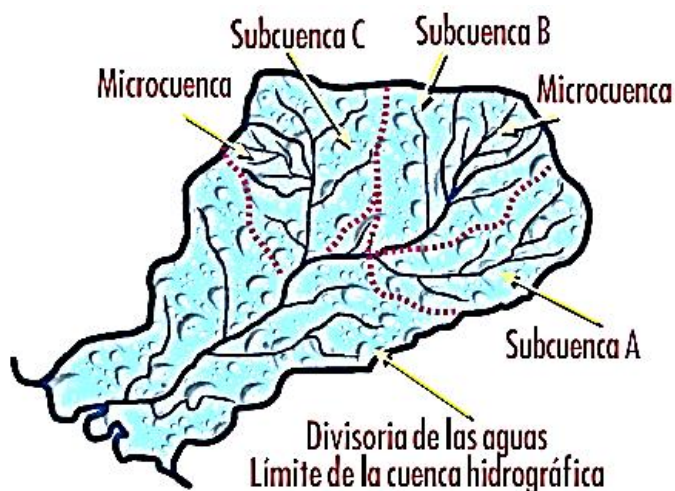 Subcuenca C
Subcuenca B
Microcuenca
Microcuenca
Subcuenca A
Divisoria de las aguas
Límite de la cuenca hidrográfica